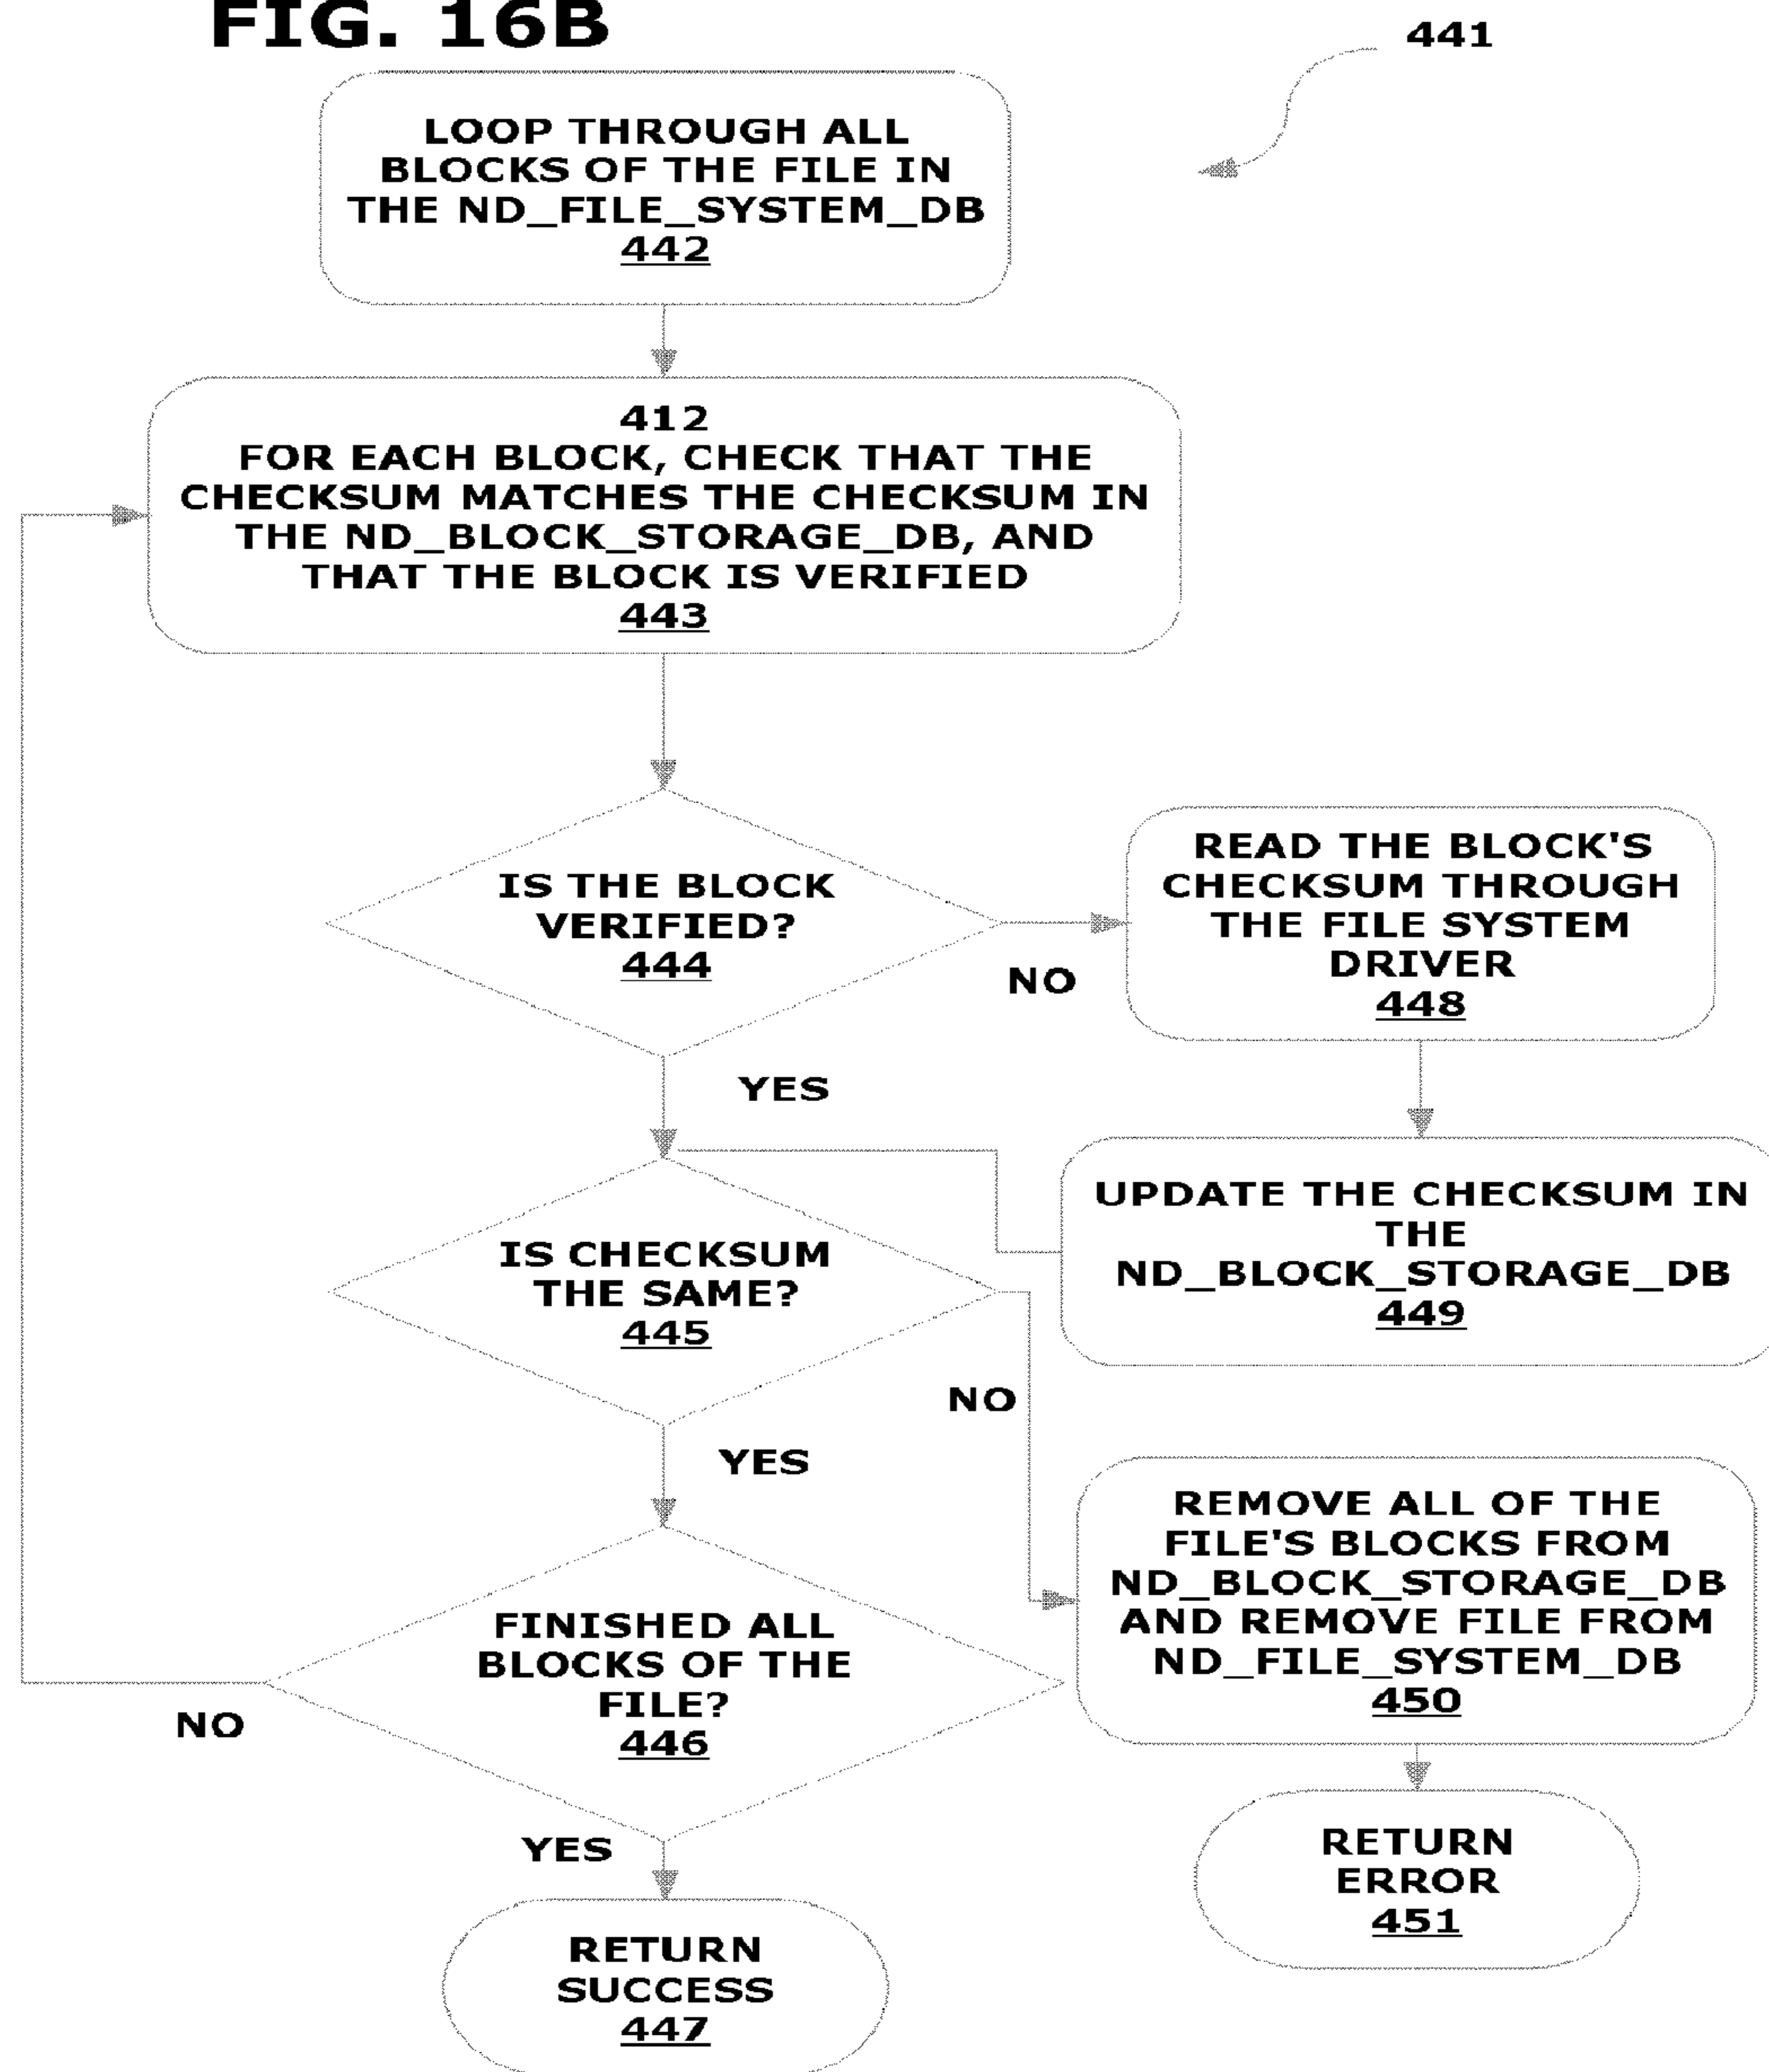 FIG. 16B
441
LOOP THROUGH ALL
BLOCKS OF THE FILE IN
THE ND_FILE_SYSTEM_DB
442
412
FOR EACH BLOCK, CHECK THAT THE
CHECKSUM MATCHES THE CHECKSUM IN
THE ND_BLOCK_STORAGE_DB, AND
THAT THE BLOCK IS VERIFIED
443
IS THE BLOCK
VERIFIED?
444
NO
READ THE BLOCK'S
CHECKSUM THROUGH
THE FILE SYSTEM
DRIVER
448
YES
UPDATE THE CHECKSUM IN
THE
ND_BLOCK_STORAGE_DB
449
IS CHECKSUM
THE SAME?
445
NO
YES
REMOVE ALL OF THE
FILE'S BLOCKS FROM
ND_BLOCK_STORAGE_DB
AND REMOVE FILE FROM
ND_FILE_SYSTEM_DB
450
FINISHED ALL
BLOCKS OF THE
FILE?
446
NO
YES
RETURN
ERROR
451
RETURN
SUCCESS
447